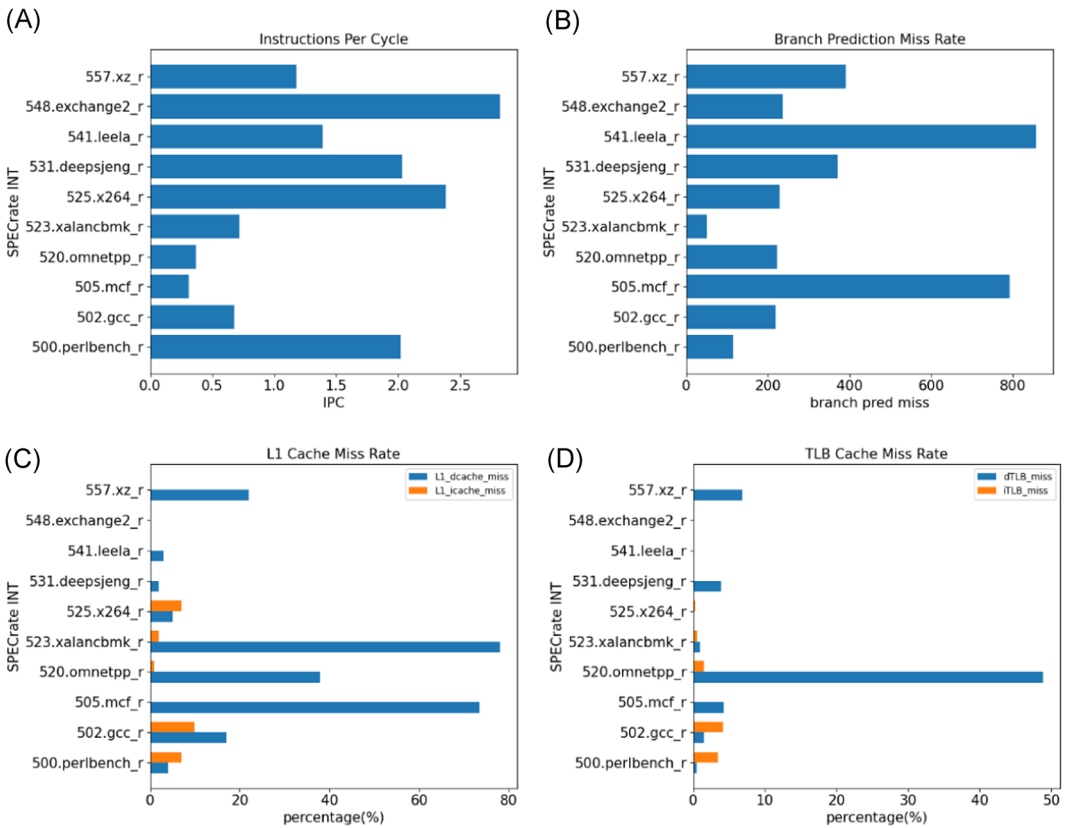 (A)
Instructions Per Cycle
SPECrate INT
557.xz_r
548.exchange2_r
541.leela_r
531.deepsjeng_r
525.x264_r
523.xalancbmk_r
520.omnetpp_r
505.mcf_r
502.gcc_r
500.perlbench_r
0.0 0.5 1.0 1.5 2.0 2.5
IPC
(B)
Branch Prediction Miss Rate
SPECrate INT
557.xz_r
548.exchange2_r
541.leela_r
531.deepsjeng_r
525.x264_r
523.xalancbmk_r
520.omnetpp_r
505.mcf_r
502.gcc_r
500.perlbench_r
0 200 400 600 800
branch pred miss
(C)
L1 Cache Miss Rate
L1_dcache_miss
L1_icache_miss
SPECrate INT
557.xz_r
548.exchange2_r
541.leela_r
531.deepsjeng_r
525.x264_r
523.xalancbmk_r
520.omnetpp_r
505.mcf_r
502.gcc_r
500.perlbench_r
0 20 40 60 80
percentage(%)
(D)
TLB Cache Miss Rate
dTLB_miss
iTLB_miss
SPECrate INT
557.xz_r
548.exchange2_r
541.leela_r
531.deepsjeng_r
525.x264_r
523.xalancbmk_r
520.omnetpp_r
505.mcf_r
502.gcc_r
500.perlbench_r
0 10 20 30 40 50
percentage(%)